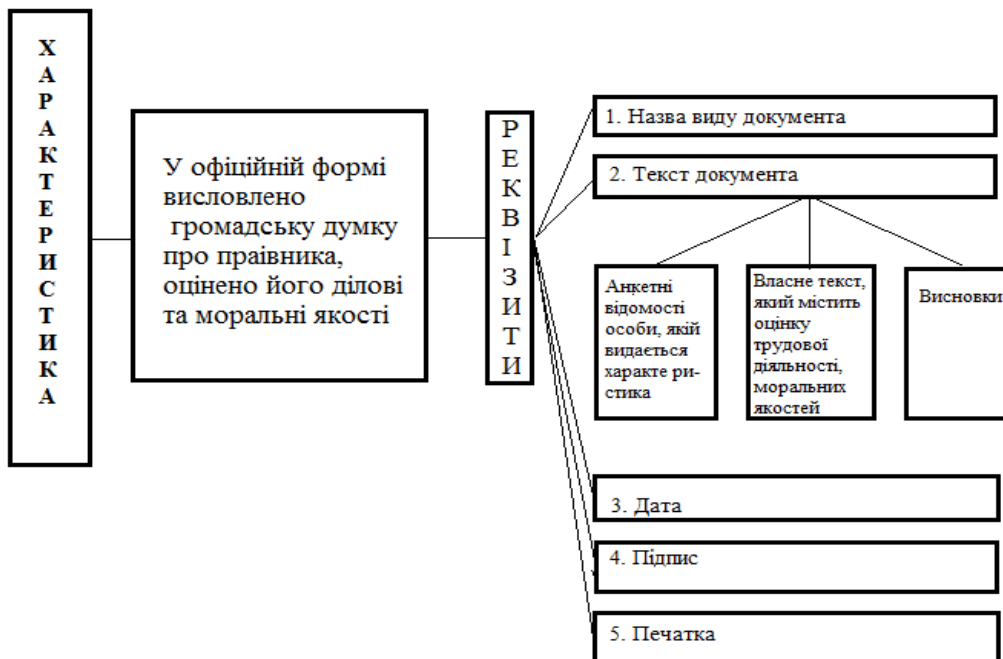 ХАРАКТЕРИСТИКА
У офіційній формі
висловлено
громадську думку
про праівника,
оцінено його ділові
та моральні якості
РЕКВІЗИТИ
1. Назва виду документа
2. Текст документа
Анкетні
відомості
особи, якій
видається
характе ри-
стика
Власне текст,
який містить
оцінку
трудової
діяльності,
моральних
якостей
Висновки
3. Дата
4. Підпис
5. Печатка